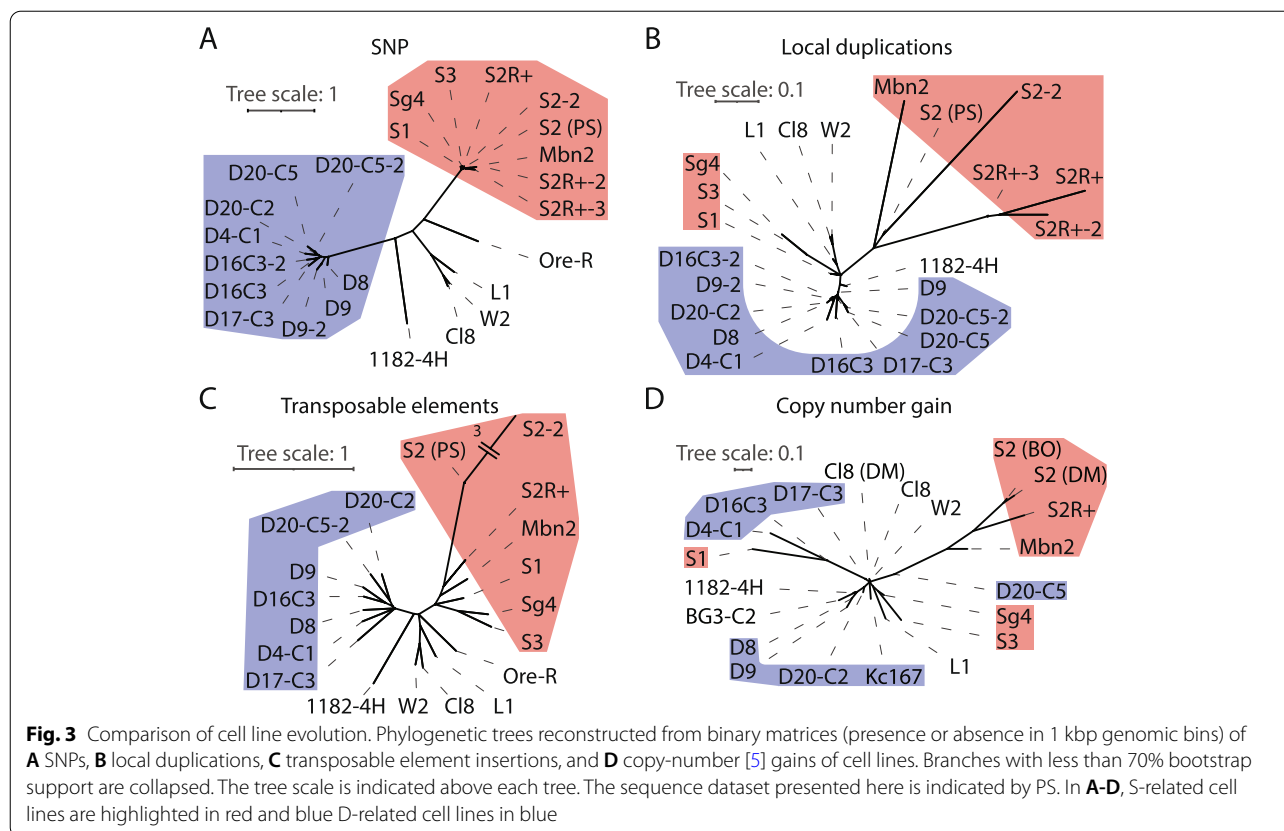 A
SNP
Tree scale: 1
S3
S2R+
Sg4
S2-2
S1
S2 (PS)
Mbn2
S2R+-2
S2R+-3
D20-C5
D20-C5-2
D20-C2
D4-C1
D16C3-2
D16C3
D17-C3
D9-2
D9
D8
Ore-R
L1
W2
Cl8
1182-4H
B
Local duplications
Tree scale: 0.1
L1
Cl8
W2
Mbn2
S2 (PS)
S2-2
Sg4
S3
S1
S2R+-3
S2R+
S2R+-2
1182-4H
D16C3-2
D9-2
D20-C2
D8
D4-C1
D16C3
D17-C3
D9
D20-C5-2
D20-C5
C
Transposable elements
Tree scale: 1
3
S2 (PS)
S2-2
D20-C2
D20-C5-2
S2R+
Mbn2
S1
Sg4
S3
D9
D16C3
D8
D4-C1
D17-C3
1182-4H
W2
Cl8
L1
Ore-R
D
Copy number gain
Tree scale: 0.1
Cl8 (DM)
Cl8
W2
S2 (BO)
S2 (DM)
S2R+
Mbn2
D17-C3
D16C3
D4-C1
S1
1182-4H
BG3-C2
D8
D9
D20-C2
Kc167
L1
D20-C5
Sg4
S3
Fig. 3 Comparison of cell line evolution. Phylogenetic trees reconstructed from binary matrices (presence or absence in 1 kbp genomic bins) of
A SNPs, B local duplications, C transposable element insertions, and D copy-number [5] gains of cell lines. Branches with less than 70% bootstrap
support are collapsed. The tree scale is indicated above each tree. The sequence dataset presented here is indicated by PS. In A-D, S-related cell
lines are highlighted in red and blue D-related cell lines in blue